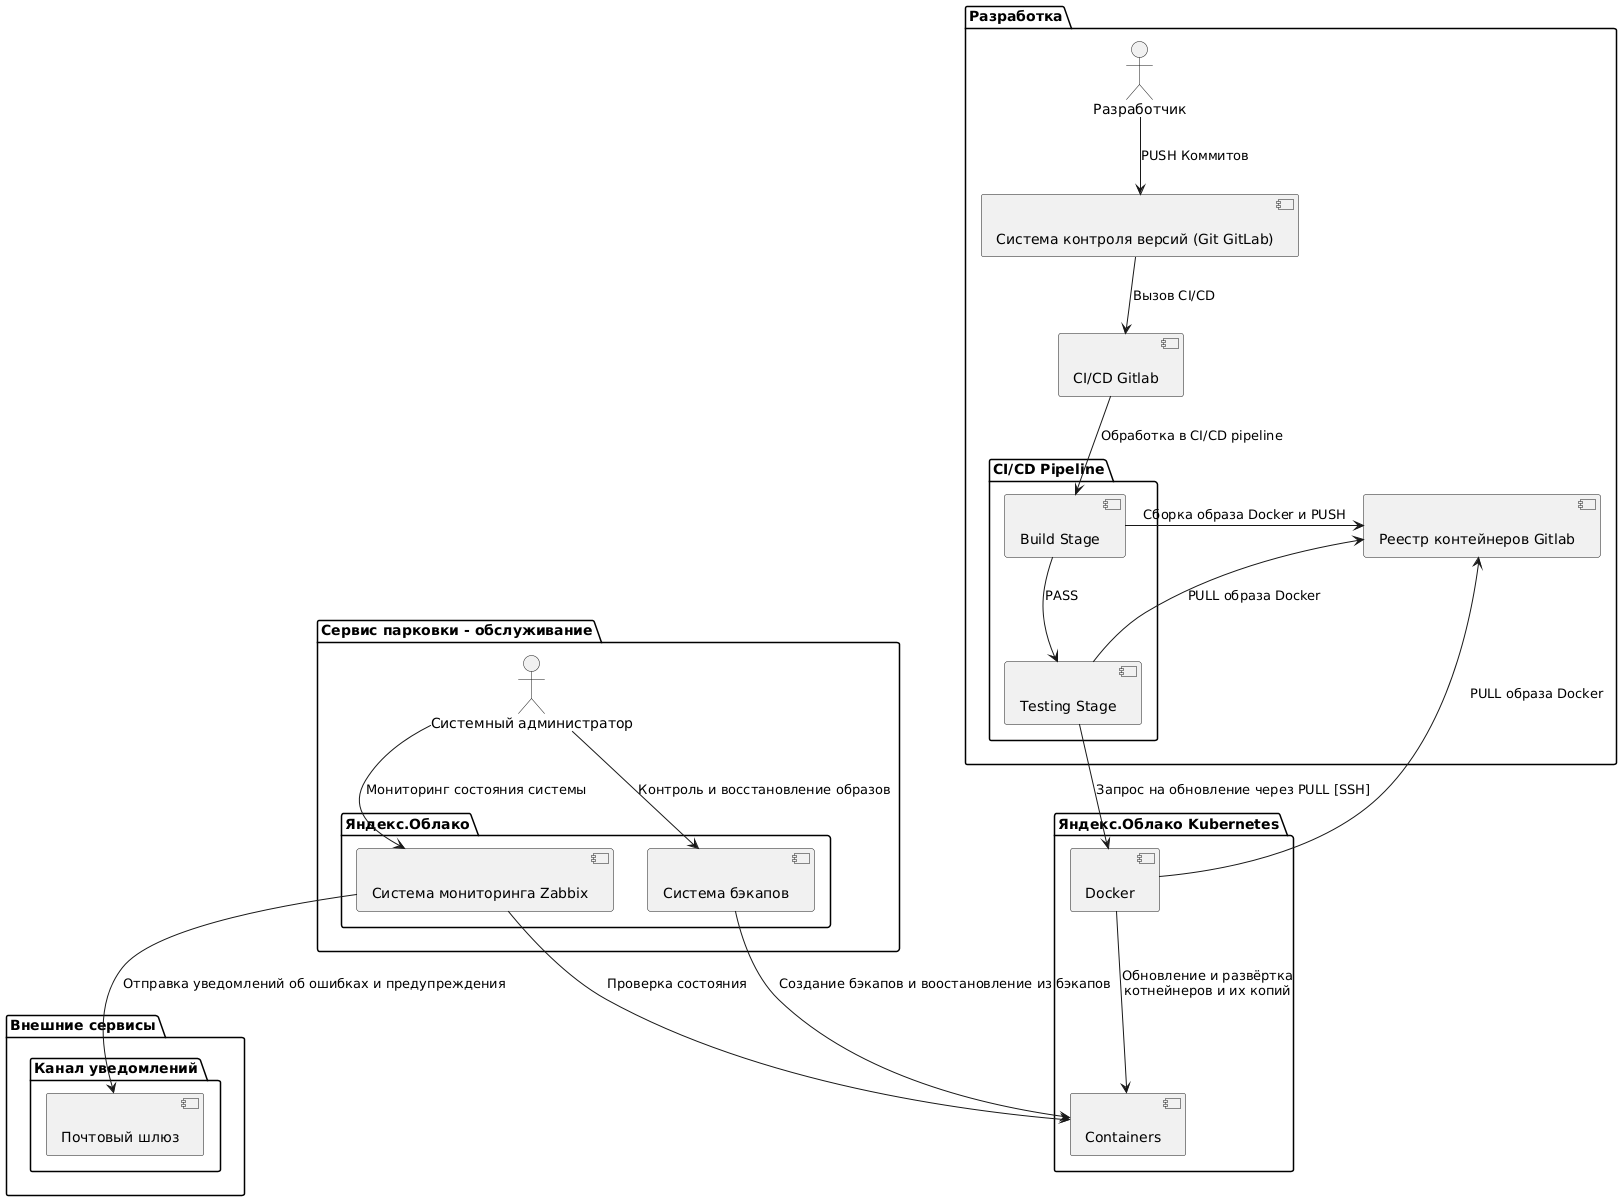 Разработка
Разработчик
PUSH Коммитов
Система контроля версий (Git GitLab)
Вызов CI/CD
CI/CD Gitlab
Обработка в CI/CD pipeline
CI/CD Pipeline
Build Stage
Сборка образа Docker и PUSH
Реестр контейнеров Gitlab
PASS
PULL образа Docker
Testing Stage
PULL образа Docker
Сервис парковки - обслуживание
Системный администратор
Мониторинг состояния системы
Контроль и восстановление образов
Запрос на обновление через PULL [SSH]
Яндекс.Облако
Яндекс.Облако Kubernetes
Система мониторинга Zabbix
Система бэкапов
Docker
Отправка уведомлений об ошибках и предупреждения
Проверка состояния
Создание бэкапов и воостановление из бэкапов
Обновление и развёртка
котнейнеров и их копий
Внешние сервисы
Канал уведомлений
Почтовый шлюз
Containers